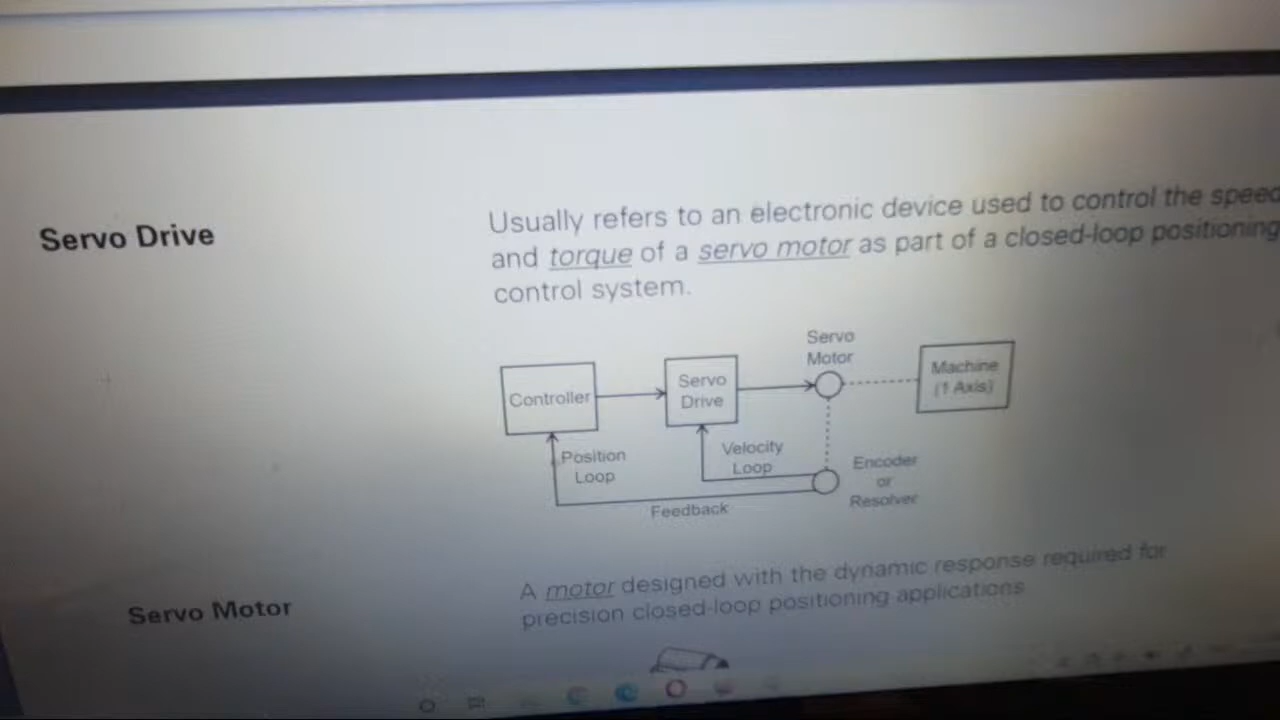 Servo Drive
Usually refers to an electronic device used to control the speed
and torque of a servo motor as part of a closed-loop positioning
control system.
Servo
Motor
Machine
(1 Axis)
Controller
Servo
Drive
Position
Loop
Velocity
Loop
Encoder
or
Resolver
Feedback
Servo Motor
A motor designed with the dynamic response required for
precision closed-loop positioning applications